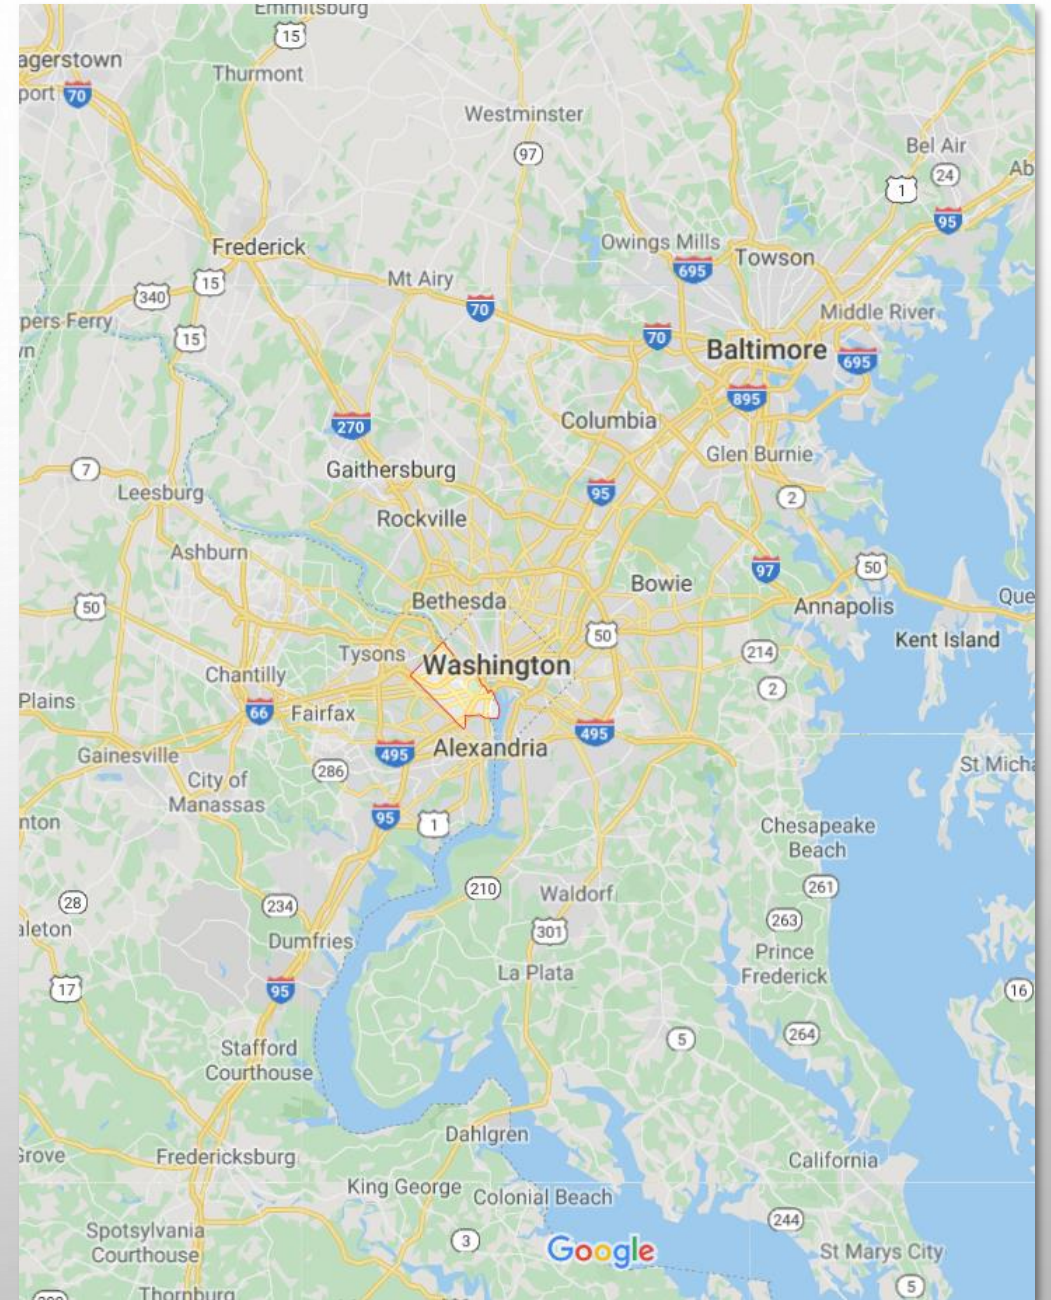 Emmitsburg
15
agerstown
port
70
Thurmont
Westminster
97
Bel Air
24
Ab
1
95
Frederick
Owings Mills
695
Towson
Mt Airy
340
15
70
pers Ferry
15
70
Middle River
Baltimore
695
895
270
Columbia
Gaithersburg
Glen Burnie
7
Leesburg
95
2
Rockville
Ashburn
97
50
Bowie
50
Bethesda
Annapolis
Que
50
Kent Island
Tysons
Washington
214
Chantilly
2
Plains
66
Fairfax
495
Alexandria
495
Gainesville
286
City of
Manassas
St Micha
nton
95
1
Chesapeake
Beach
210
Waldorf
261
28
234
aleton
Dumfries
301
263
Prince
Frederick
La Plata
17
95
16
5
264
Stafford
Courthouse
Dahlgren
Grove
Fredericksburg
California
King George
Colonial Beach
244
Spotsylvania
Courthouse
3
Google
St Marys City
5
Thornburg